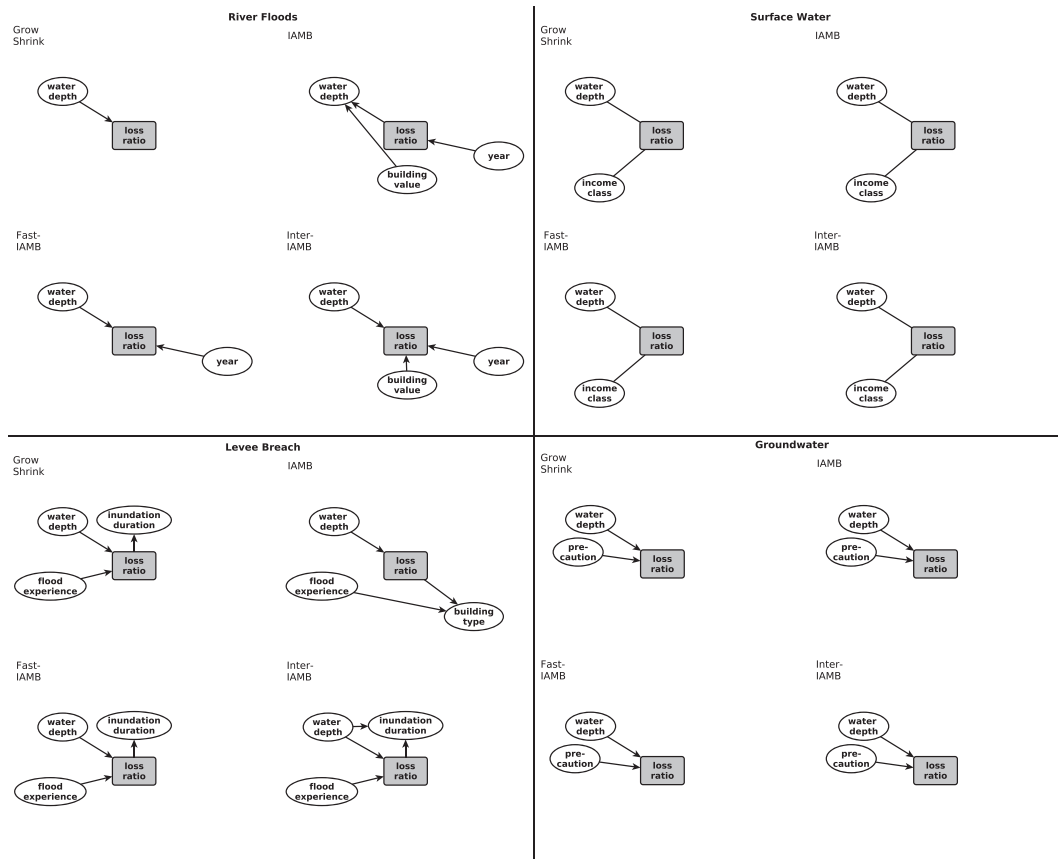 River Floods
Grow
Shrink
IAMB
water
depth
loss
ratio
water
depth
loss
ratio
year
building
value
Fast-
IAMB
Inter-
IAMB
water
depth
loss
ratio
year
water
depth
loss
ratio
year
building
value
Surface Water
Grow
Shrink
IAMB
water
depth
loss
ratio
income
class
water
depth
loss
ratio
income
class
Fast-
IAMB
Inter-
IAMB
water
depth
loss
ratio
income
class
water
depth
loss
ratio
income
class
Levee Breach
Grow
Shrink
IAMB
water
depth
inundation
duration
loss
ratio
flood
experience
water
depth
loss
ratio
flood
experience
building
type
Fast-
IAMB
Inter-
IAMB
water
depth
inundation
duration
loss
ratio
flood
experience
water
depth
inundation
duration
loss
ratio
flood
experience
Groundwater
Grow
Shrink
IAMB
water
depth
pre-
caution
loss
ratio
water
depth
pre-
caution
loss
ratio
Fast-
IAMB
Inter-
IAMB
water
depth
pre-
caution
loss
ratio
water
depth
pre-
caution
loss
ratio